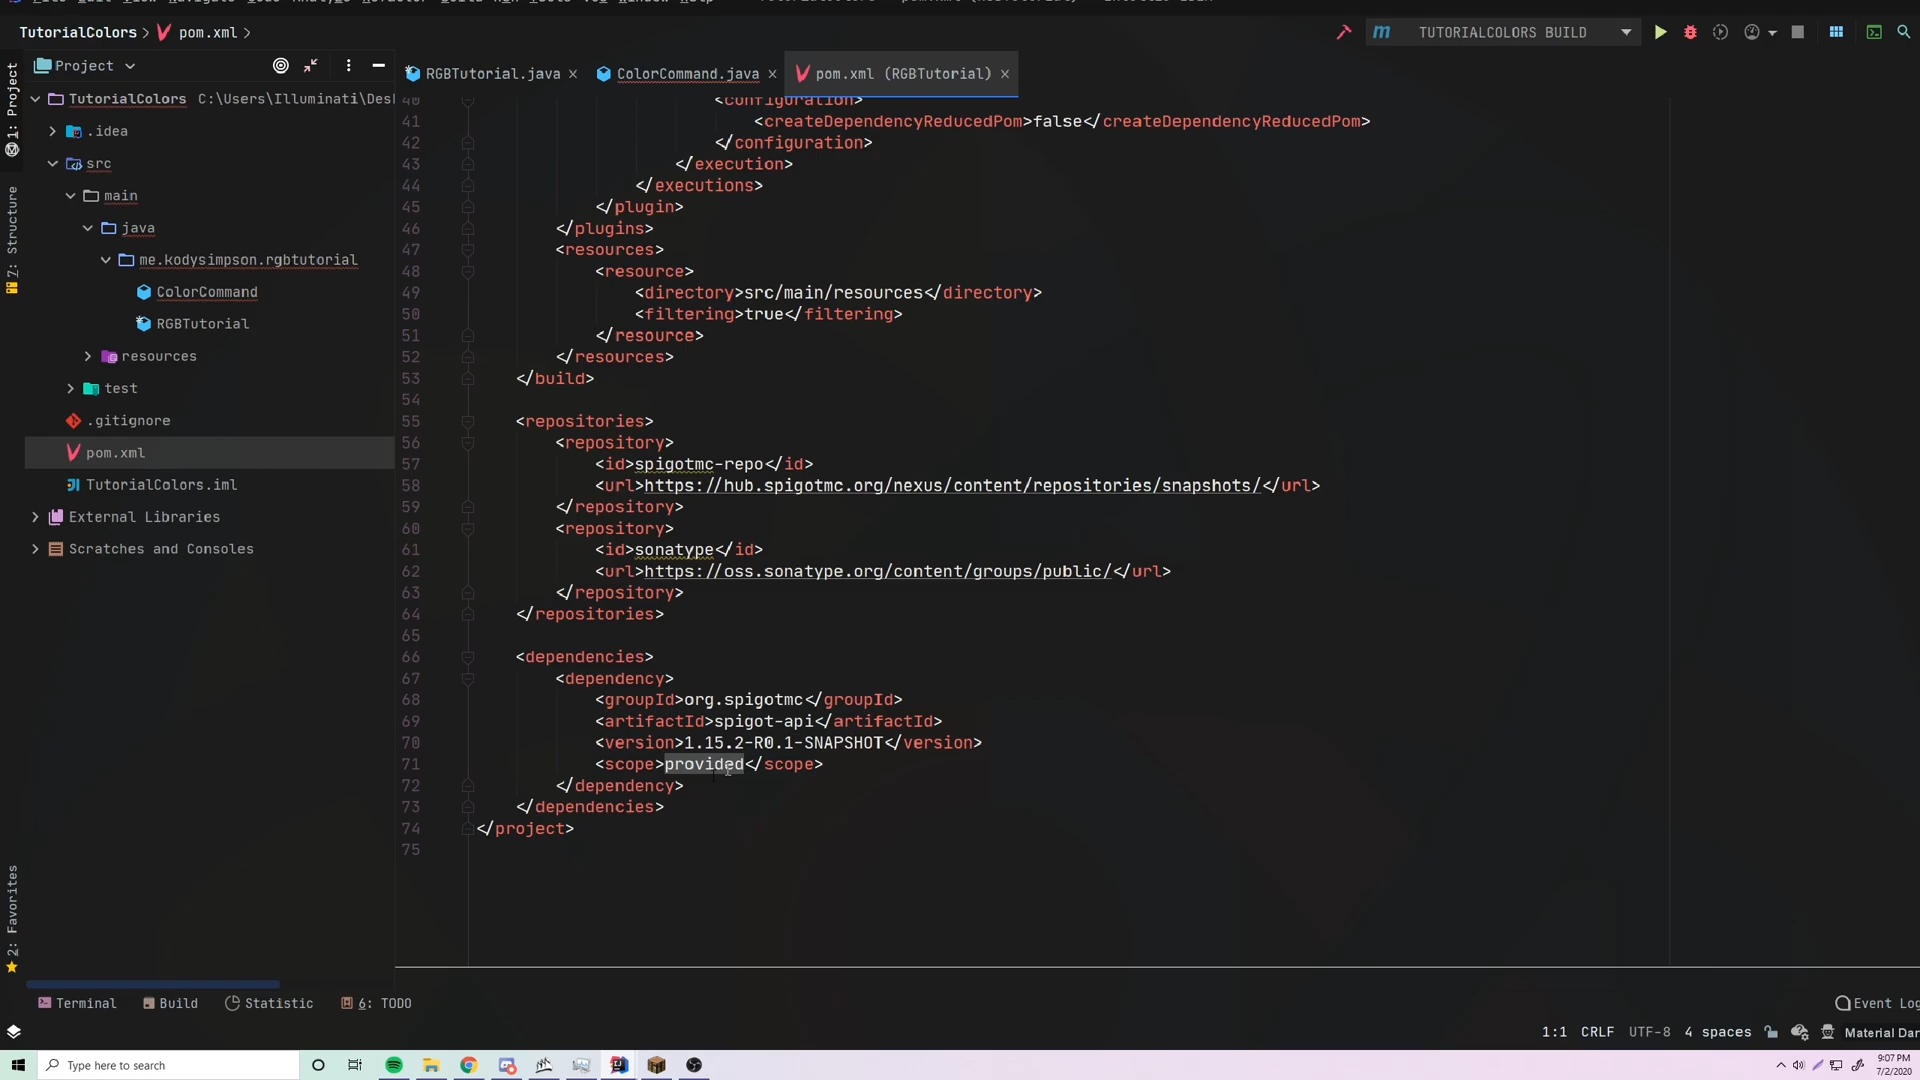 TutorialColors
pom.xml
TUTORIALCOLORS BUILD
Project
RGBTutorial.java
ColorCommand.java
pom.xml (RGBTutorial)
1: Project
7: Structure
2: Favorites
TutorialColors C:\Users\Illuminati\Des
.idea
src
main
java
me.kodysimpson.rgbtutorial
ColorCommand
RGBTutorial
resources
test
.gitignore
pom.xml
TutorialColors.iml
External Libraries
Scratches and Consoles
40 <configuration>
41 <createDependencyReducedPom>false</createDependencyReducedPom>
42 </configuration>
43 </execution>
44 </executions>
45 </plugin>
46 </plugins>
47 <resources>
48 <resource>
49 <directory>src/main/resources</directory>
50 <filtering>true</filtering>
51 </resource>
52 </resources>
53 </build>
54
55 <repositories>
56 <repository>
57 <id>spigotmc-repo</id>
58 <url>https://hub.spigotmc.org/nexus/content/repositories/snapshots/</url>
59 </repository>
60 <repository>
61 <id>sonatype</id>
62 <url>https://oss.sonatype.org/content/groups/public/</url>
63 </repository>
64 </repositories>
65
66 <dependencies>
67 <dependency>
68 <groupId>org.spigotmc</groupId>
69 <artifactId>spigot-api</artifactId>
70 <version>1.15.2-R0.1-SNAPSHOT</version>
71 <scope>provided</scope>
72 </dependency>
73 </dependencies>
74 </project>
75
Terminal Build Statistic 6: TODO
Event Log
1:1 CRLF UTF-8 4 spaces Material Dar
Type here to search
9:07 PM
7/2/2020